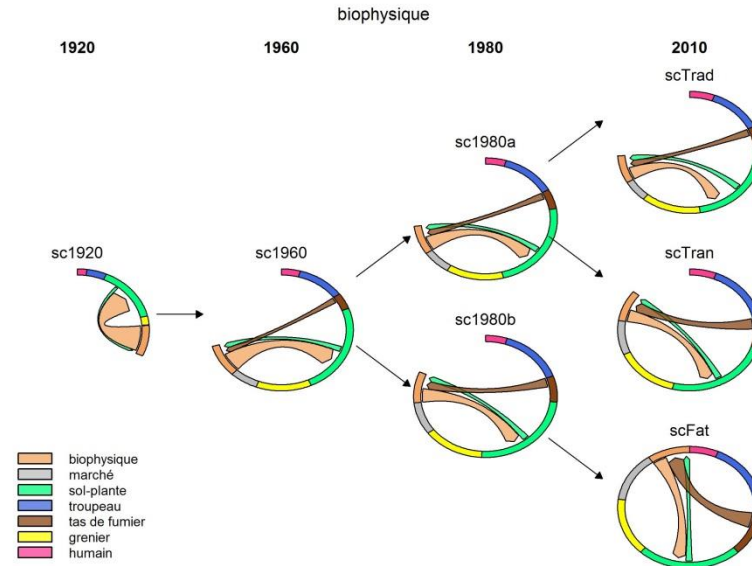 biophysique
1920 1960 1980 2010
scTrad
sc1980a
sc1920 sc1960 scTran
sc1980b
scFat
biophysique
marché
sol-plante
troupeau
tas de fumier
grenier
humain